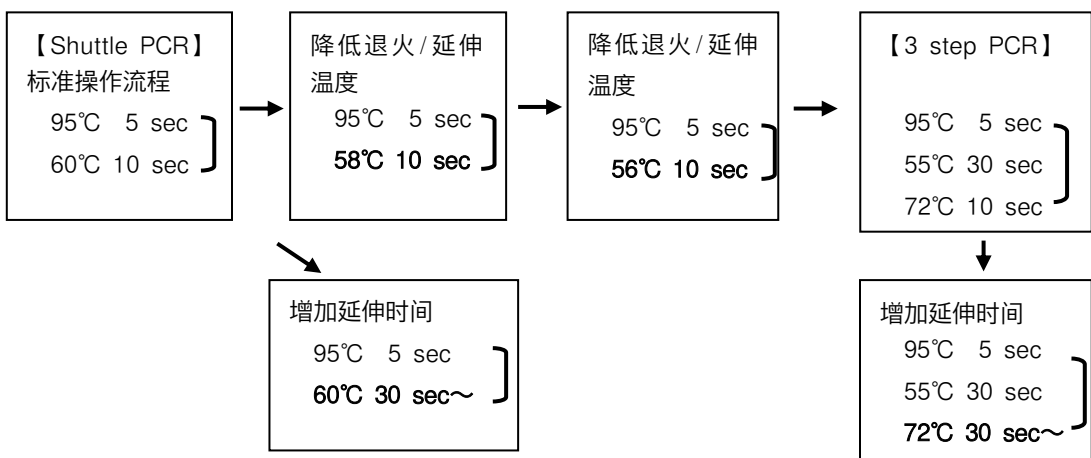 【Shuttle PCR】
标准操作流程
95℃ 5 sec
60℃ 10 sec
降低退火/延伸
温度
95℃ 5 sec
58℃ 10 sec
降低退火/延伸
温度
95℃ 5 sec
56℃ 10 sec
【3 step PCR】
95℃ 5 sec
55℃ 30 sec
72℃ 10 sec
增加延伸时间
95℃ 5 sec
60℃ 30 sec～
增加延伸时间
95℃ 5 sec
55℃ 30 sec
72℃ 30 sec～